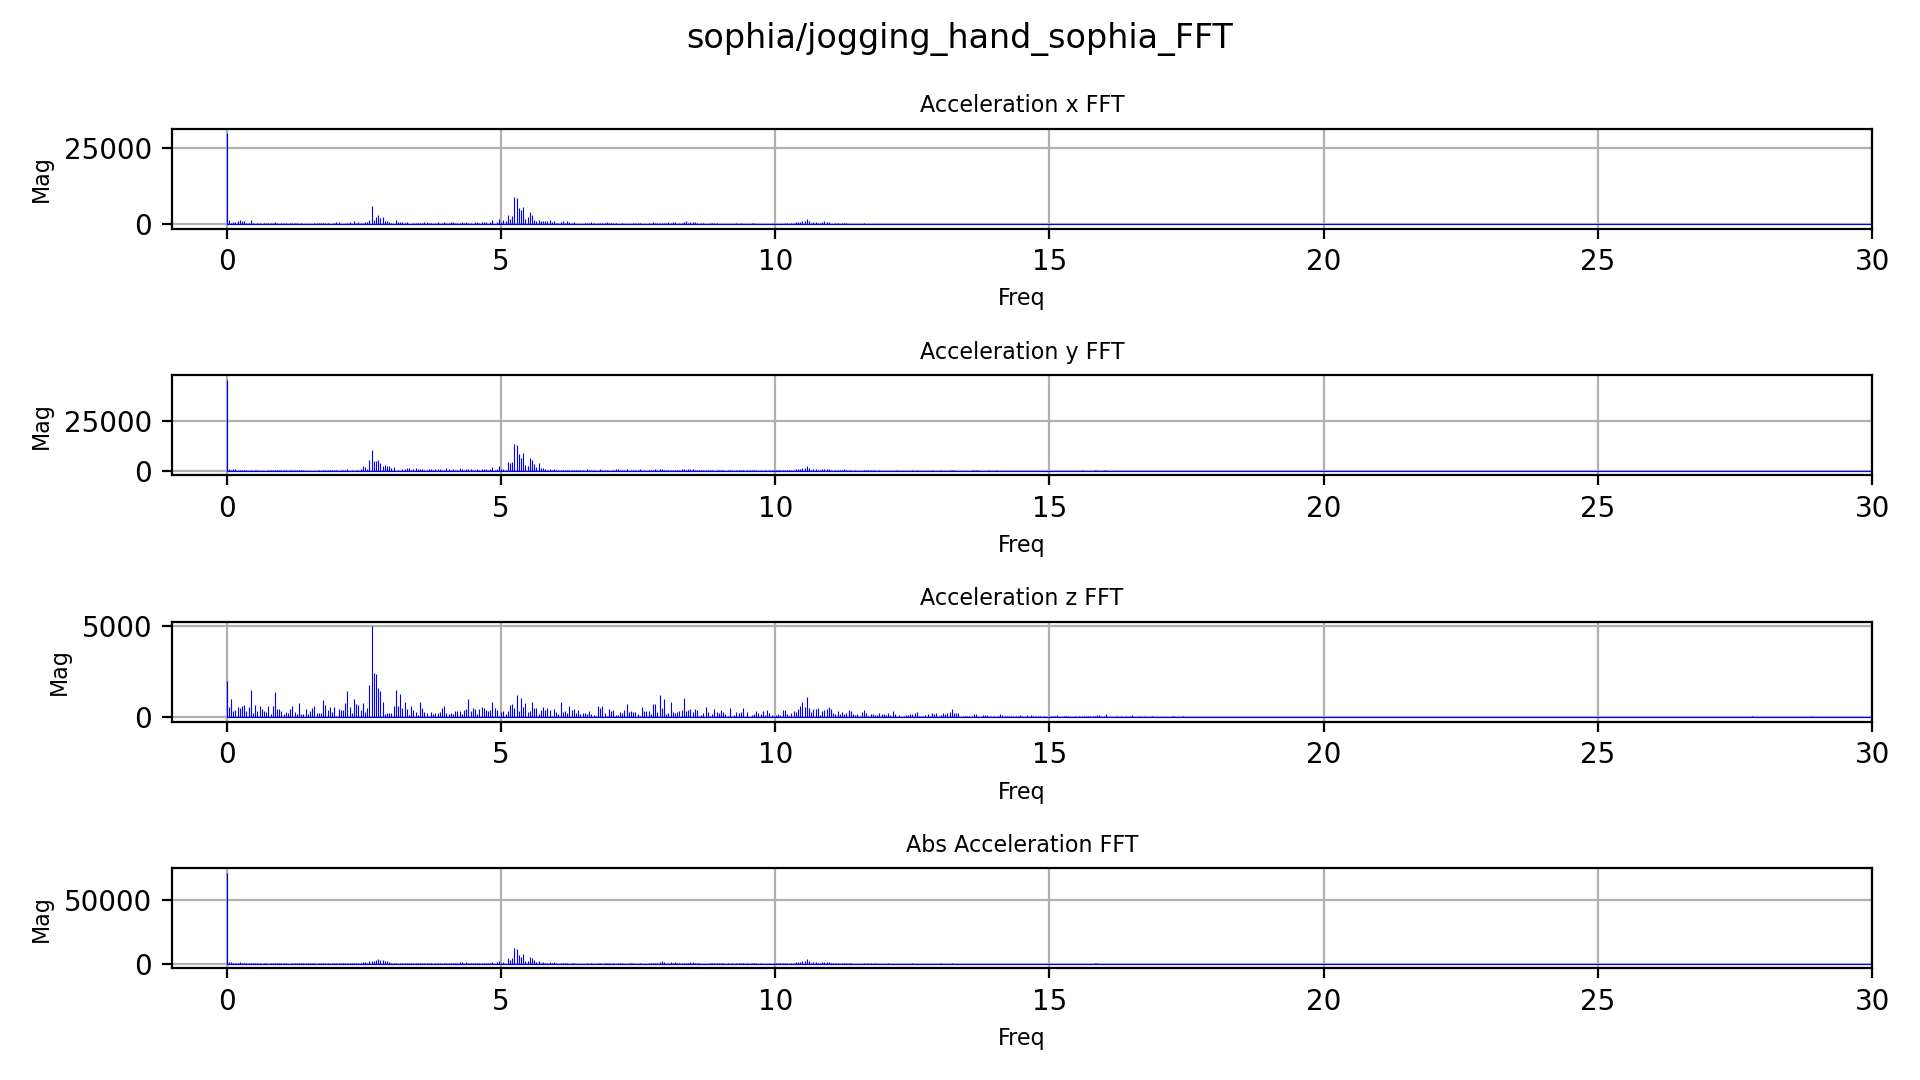 sophia/jogging_hand_sophia_FFT
Acceleration x FFT
Mag
25000
0
0 5 10 15 20 25 30
Freq
Acceleration y FFT
Mag
25000
0
0 5 10 15 20 25 30
Freq
Acceleration z FFT
Mag
5000
0
0 5 10 15 20 25 30
Freq
Abs Acceleration FFT
Mag
50000
0
0 5 10 15 20 25 30
Freq